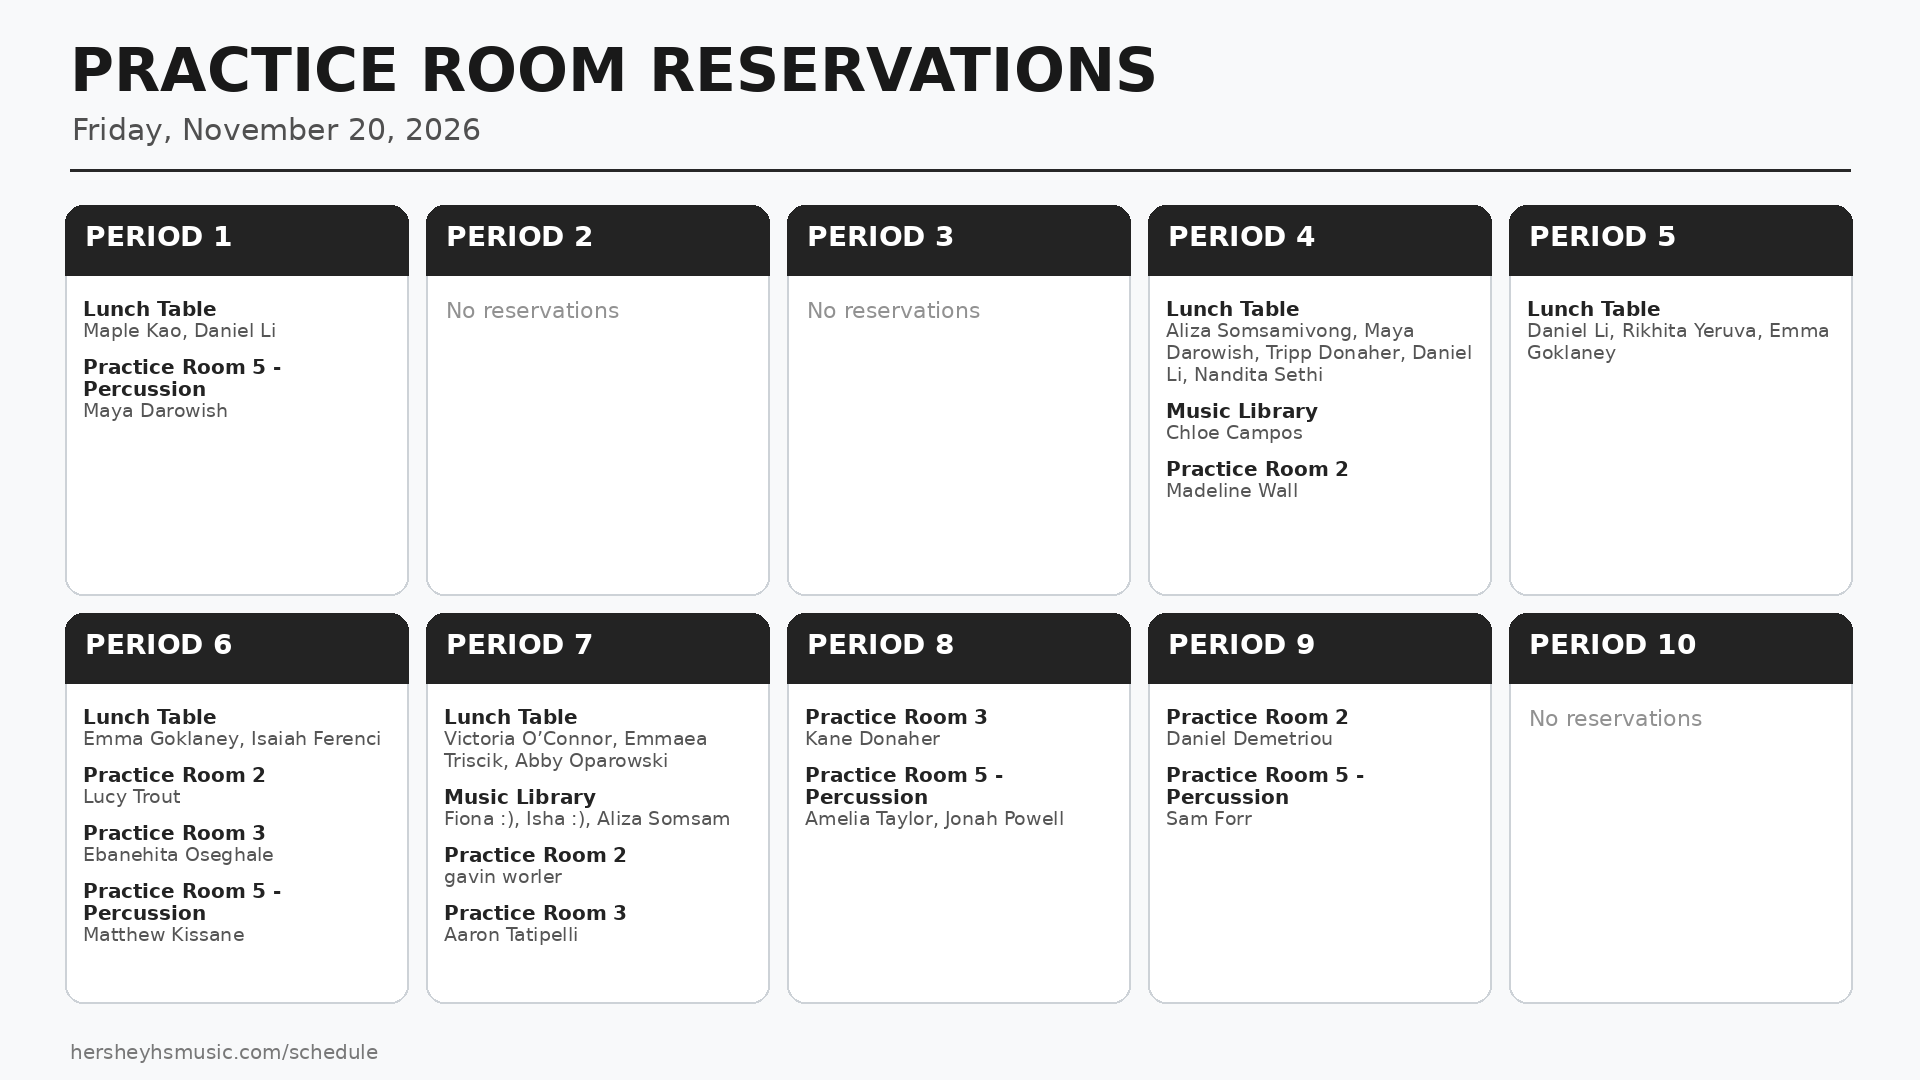 PRACTICE ROOM RESERVATIONS
Friday, November 20, 2026
PERIOD 1
Lunch Table
Maple Kao, Daniel Li
Practice Room 5 -
Percussion
Maya Darowish
PERIOD 2
No reservations
PERIOD 3
No reservations
PERIOD 4
Lunch Table
Aliza Somsamivong, Maya
Darowish, Tripp Donaher, Daniel
Li, Nandita Sethi
Music Library
Chloe Campos
Practice Room 2
Madeline Wall
PERIOD 5
Lunch Table
Daniel Li, Rikhita Yeruva, Emma
Goklaney
PERIOD 6
Lunch Table
Emma Goklaney, Isaiah Ferenci
Practice Room 2
Lucy Trout
Practice Room 3
Ebanehita Oseghale
Practice Room 5 -
Percussion
Matthew Kissane
PERIOD 7
Lunch Table
Victoria O’Connor, Emmaea
Triscik, Abby Oparowski
Music Library
Fiona :), Isha :), Aliza Somsam
Practice Room 2
gavin worler
Practice Room 3
Aaron Tatipelli
PERIOD 8
Practice Room 3
Kane Donaher
Practice Room 5 -
Percussion
Amelia Taylor, Jonah Powell
PERIOD 9
Practice Room 2
Daniel Demetriou
Practice Room 5 -
Percussion
Sam Forr
PERIOD 10
No reservations
hersheyhsmusic.com/schedule